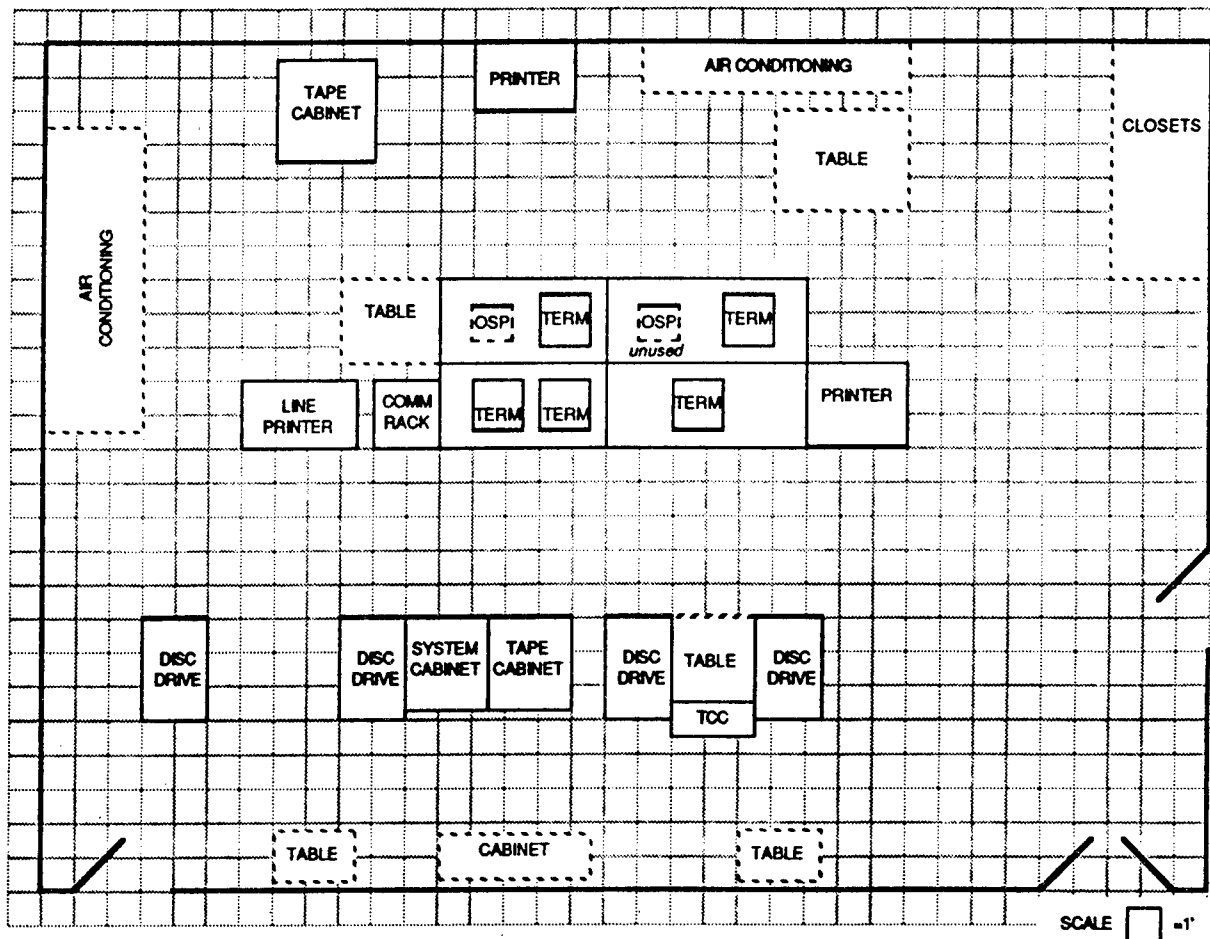 PRINTER
AIR CONDITIONING
TAPE
CABINET
CLOSETS
TABLE
AIR
CONDITIONING
TABLE
OSP
TERM
OSP
unused
TERM
LINE
PRINTER
COMM
RACK
TERM
TERM
TERM
PRINTER
DISC
DRIVE
DISC
DRIVE
SYSTEM
CABINET
TAPE
CABINET
DISC
DRIVE
TABLE
TCC
DISC
DRIVE
TABLE
CABINET
TABLE
SCALE =1'